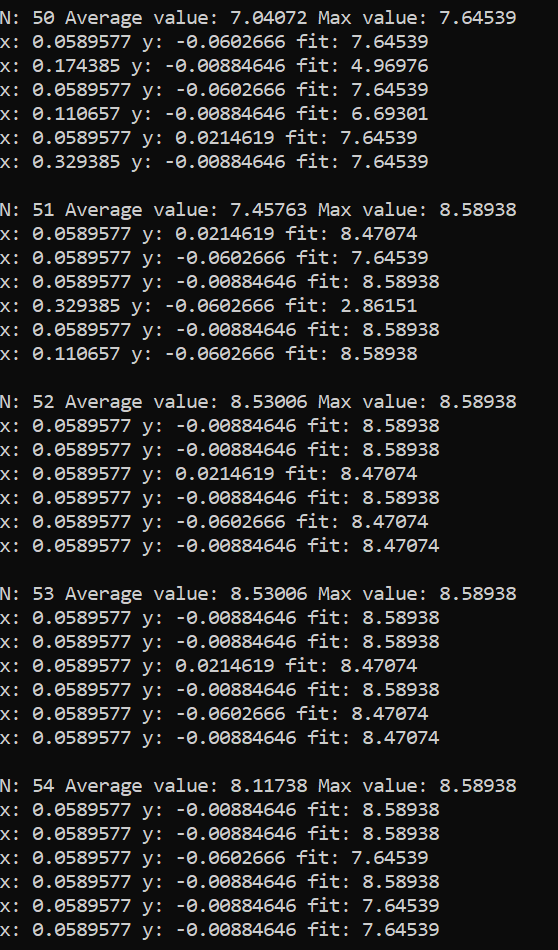 N: 50 Average value: 7.04072 Max value: 7.64539
x: 0.0589577 y: -0.0602666 fit: 7.64539
x: 0.174385 y: -0.00884646 fit: 4.96976
x: 0.0589577 y: -0.0602666 fit: 7.64539
x: 0.110657 y: -0.00884646 fit: 6.69301
x: 0.0589577 y: 0.0214619 fit: 7.64539
x: 0.329385 y: -0.00884646 fit: 7.64539
N: 51 Average value: 7.45763 Max value: 8.58938
x: 0.0589577 y: 0.0214619 fit: 8.47074
x: 0.0589577 y: -0.0602666 fit: 7.64539
x: 0.0589577 y: -0.00884646 fit: 8.58938
x: 0.329385 y: -0.0602666 fit: 2.86151
x: 0.0589577 y: -0.00884646 fit: 8.58938
x: 0.110657 y: -0.0602666 fit: 8.58938
N: 52 Average value: 8.53006 Max value: 8.58938
x: 0.0589577 y: -0.00884646 fit: 8.58938
x: 0.0589577 y: -0.00884646 fit: 8.58938
x: 0.0589577 y: 0.0214619 fit: 8.47074
x: 0.0589577 y: -0.00884646 fit: 8.58938
x: 0.0589577 y: -0.0602666 fit: 8.47074
x: 0.0589577 y: -0.00884646 fit: 8.47074
N: 53 Average value: 8.53006 Max value: 8.58938
x: 0.0589577 y: -0.00884646 fit: 8.58938
x: 0.0589577 y: -0.00884646 fit: 8.58938
x: 0.0589577 y: 0.0214619 fit: 8.47074
x: 0.0589577 y: -0.00884646 fit: 8.58938
x: 0.0589577 y: -0.0602666 fit: 8.47074
x: 0.0589577 y: -0.00884646 fit: 8.47074
N: 54 Average value: 8.11738 Max value: 8.58938
x: 0.0589577 y: -0.00884646 fit: 8.58938
x: 0.0589577 y: -0.00884646 fit: 8.58938
x: 0.0589577 y: -0.0602666 fit: 7.64539
x: 0.0589577 y: -0.00884646 fit: 8.58938
x: 0.0589577 y: -0.00884646 fit: 7.64539
x: 0.0589577 y: -0.00884646 fit: 7.64539